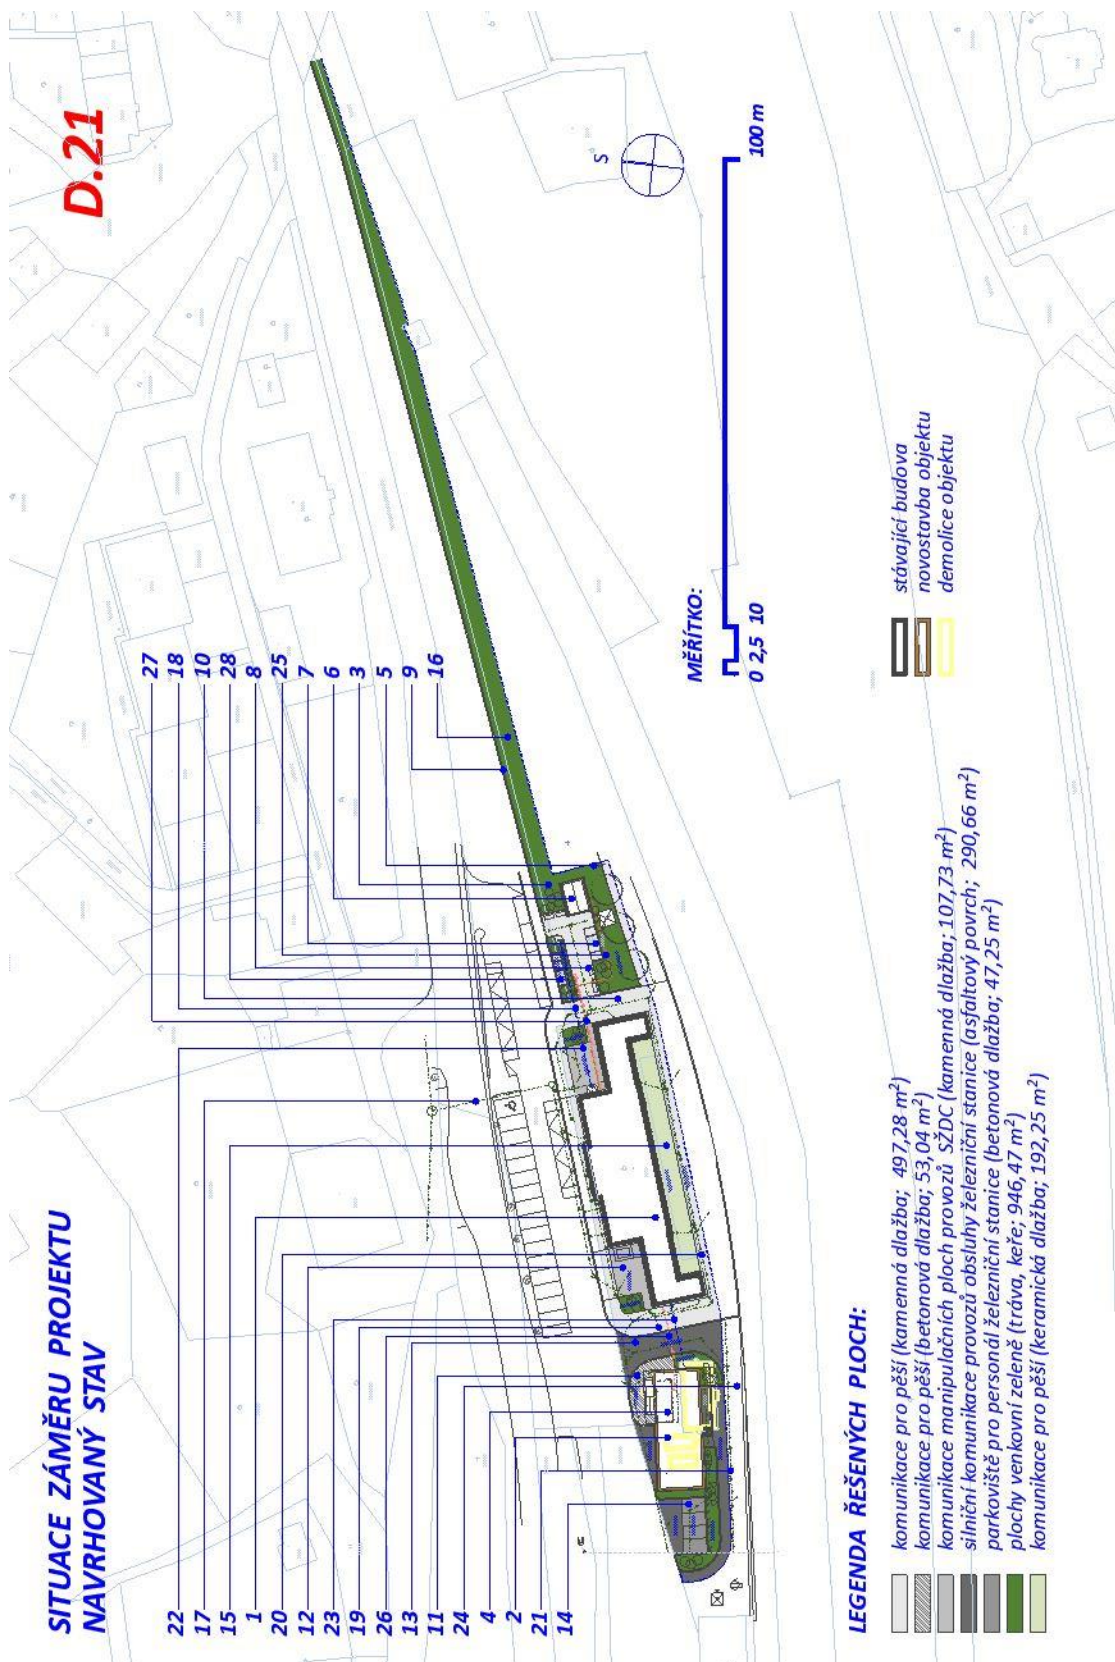 SITUACE ZÁMĚRU PROJEKTU
NAVRHOVANÝ STAV
D.21
22
17
15
1
20
12
23
19
26
13
11
24
4
2
21
14
27
18
10
28
8
25
7
6
3
5
9
16
S
MĚŘÍTKO:
0 2,5 10 100 m
LEGENDA ŘEŠENÝCH PLOCH:
komunikace pro pěší (kamenná dlažba; 497,28 m²)
komunikace pro pěší (betonová dlažba; 53,04 m²)
komunikace manipulačních ploch provozů SŽDC (kamenná dlažba; 107,73 m²)
silniční komunikace provozů obsluhy železniční stanice (asfaltový povrch; 290,66 m²)
parkoviště pro personál železniční stanice (betonová dlažba; 47,25 m²)
plochy venkovní zeleně (tráva, keře; 946,47 m²)
komunikace pro pěší (keramická dlažba; 192,25 m²)
stávající budova
novostavba objektu
demolice objektu